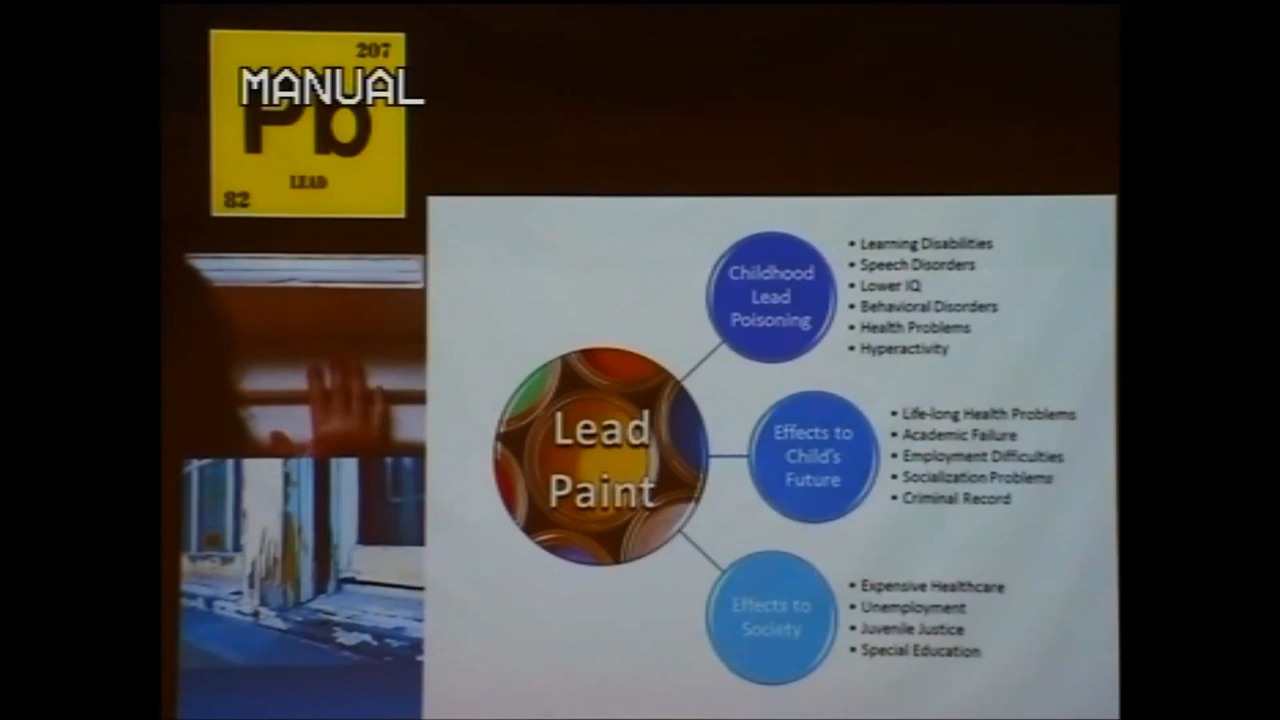 207
MANUAL
Pb
LEAD
82
Childhood
Lead
Poisoning
• Learning Disabilities
• Speech Disorders
• Lower IQ
• Behavioral Disorders
• Health Problems
• Hyperactivity
Lead
Paint
Effects to
Child's
Future
• Life-long Health Problems
• Academic Failure
• Employment Difficulties
• Socialization Problems
• Criminal Record
Effects to
Society
• Expensive Healthcare
• Unemployment
• Juvenile Justice
• Special Education